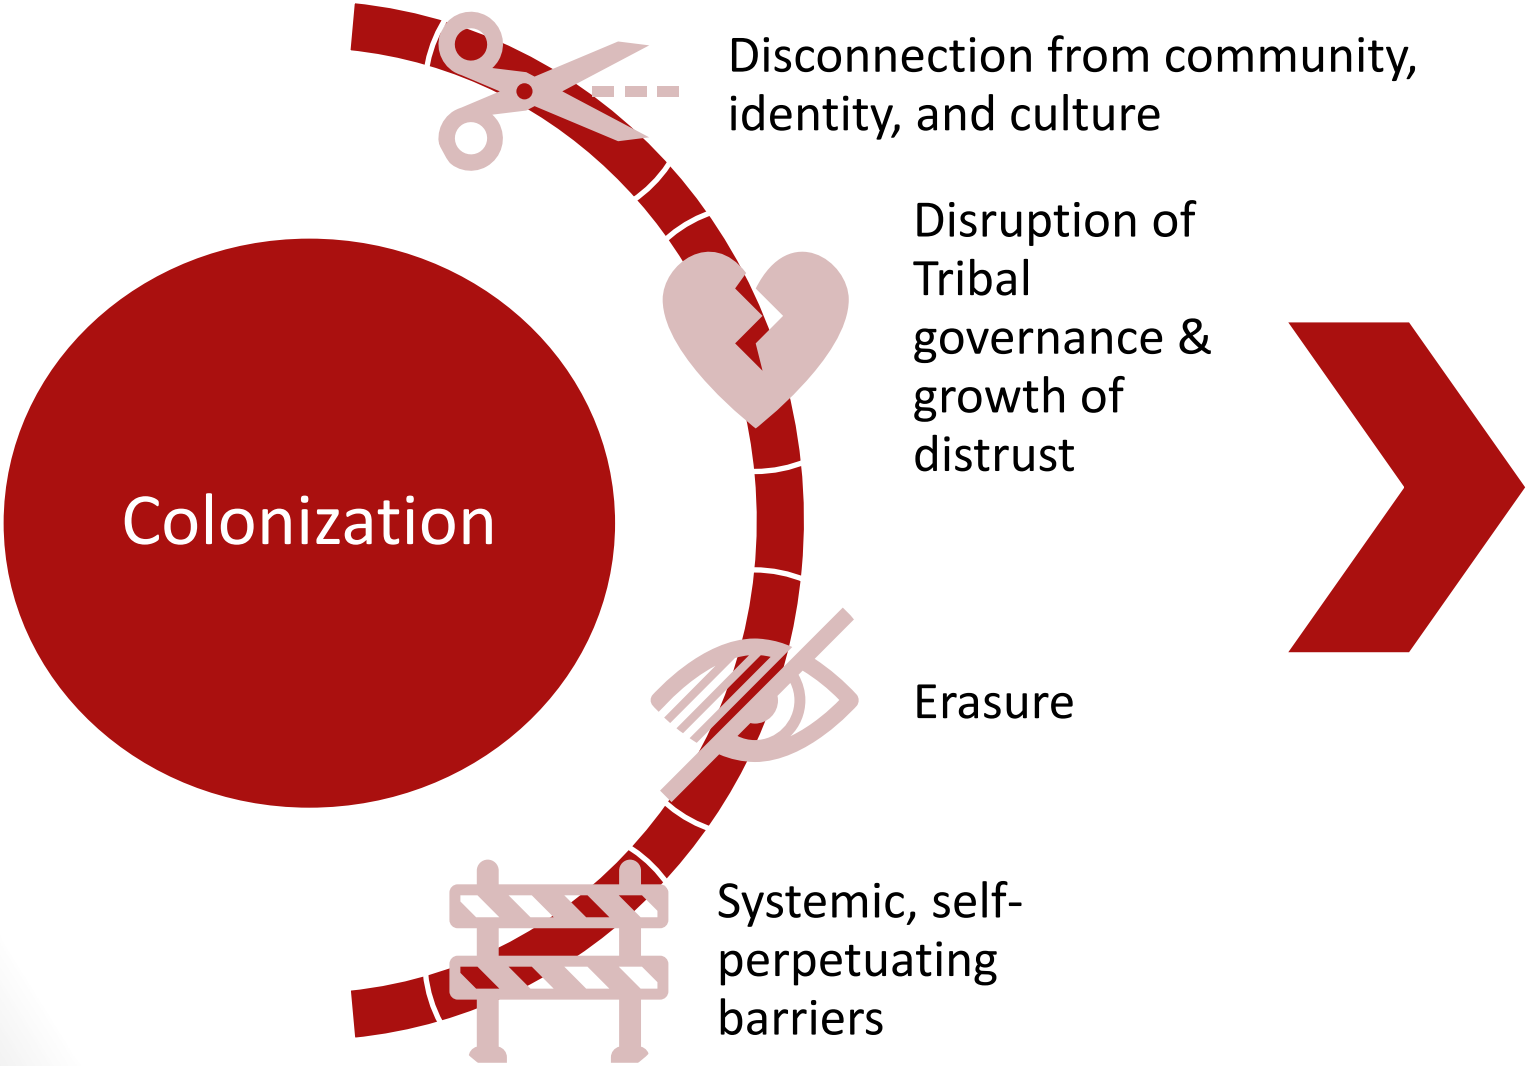 Disconnection from community,
identity, and culture
Disruption of
Tribal
governance &
growth of
distrust
Colonization
Erasure
Systemic, self-
perpetuating
barriers